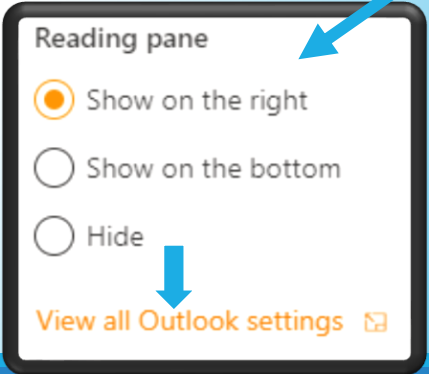 Reading pane
Show on the right
Show on the bottom
Hide
View all Outlook settings